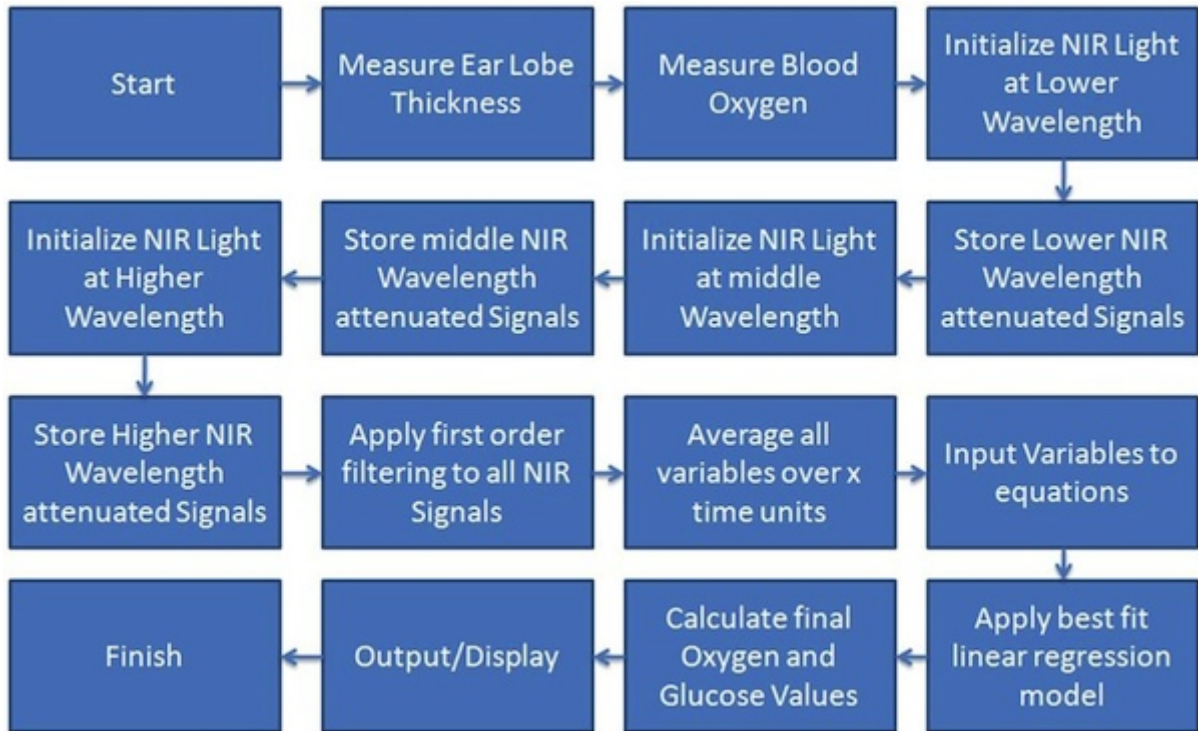 Start
Measure Ear Lobe
Thickness
Measure Blood
Oxygen
Initialize NIR Light
at Lower
Wavelength
Store Lower NIR
Wavelength
attenuated Signals
Initialize NIR Light
at middle
Wavelength
Store middle NIR
Wavelength
attenuated Signals
Initialize NIR Light
at Higher
Wavelength
Store Higher NIR
Wavelength
attenuated Signals
Apply first order
filtering to all NIR
Signals
Average all
variables over x
time units
Input Variables to
equations
Apply best fit
linear regression
model
Calculate final
Oxygen and
Glucose Values
Output/Display
Finish